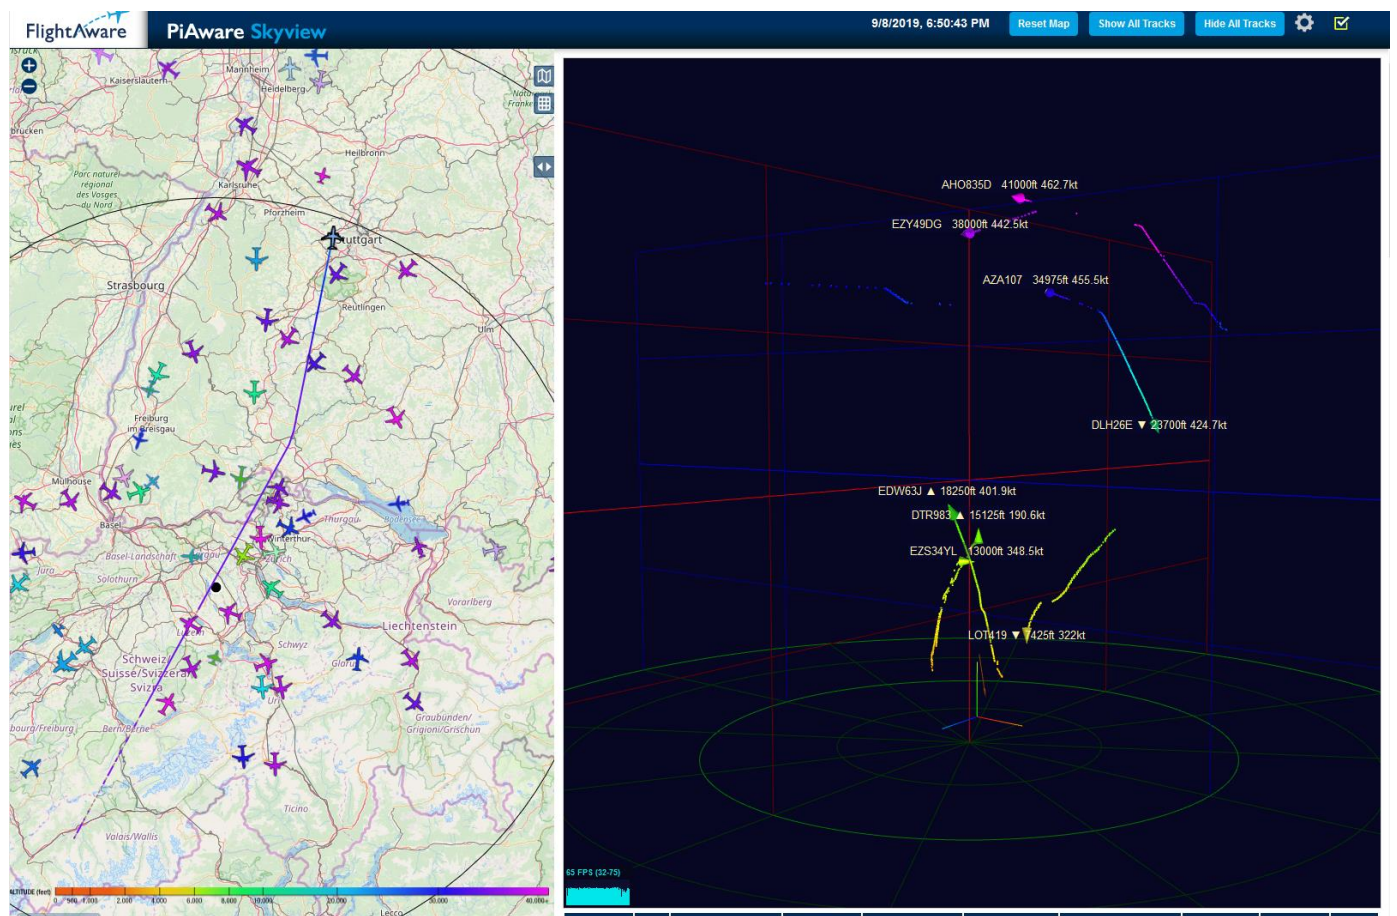 FlightAware
PiAware Skyview
9/8/2019, 6:50:43 PM
Reset Map
Show All Tracks
Hide All Tracks
Kaiserslautern
Mannheim
Heidelberg
Heilbronn
Parc naturel
régional
des Vosges
du Nord
Karlsruhe
Pforzheim
Stuttgart
Strasbourg
Reutlingen
Ulm
Freiburg
im Breisgau
Mulhouse
Basel
Thurgau
Bodensee
Winterthur
Basel-Landschaft
Aargau
Zürich
Jura
Solothurn
Vorarlberg
Luzern
Liechtenstein
Schwyz
Schweiz/
Suisse/Svizzera/
Svizra
Glarus
Uri
Graubünden/
Grigioni/Grischun
bourg/Freiburg
Bern/Berne
Ticino
Valais/Wallis
Lecco
ALTITUDE (feet)
0 500 1,000 2,000 4,000 6,000 8,000 10,000 20,000 30,000 40,000+
AHO835D 41000ft 462.7kt
EZY49DG 38000ft 442.5kt
AZA107 34975ft 455.5kt
DLH26E ▼ 23700ft 424.7kt
EDW63J ▲ 18250ft 401.9kt
DTR983 ▲ 15125ft 190.6kt
EZS34YL 13000ft 348.5kt
LOT419 ▼ 7425ft 322kt
65 FPS (32-75)